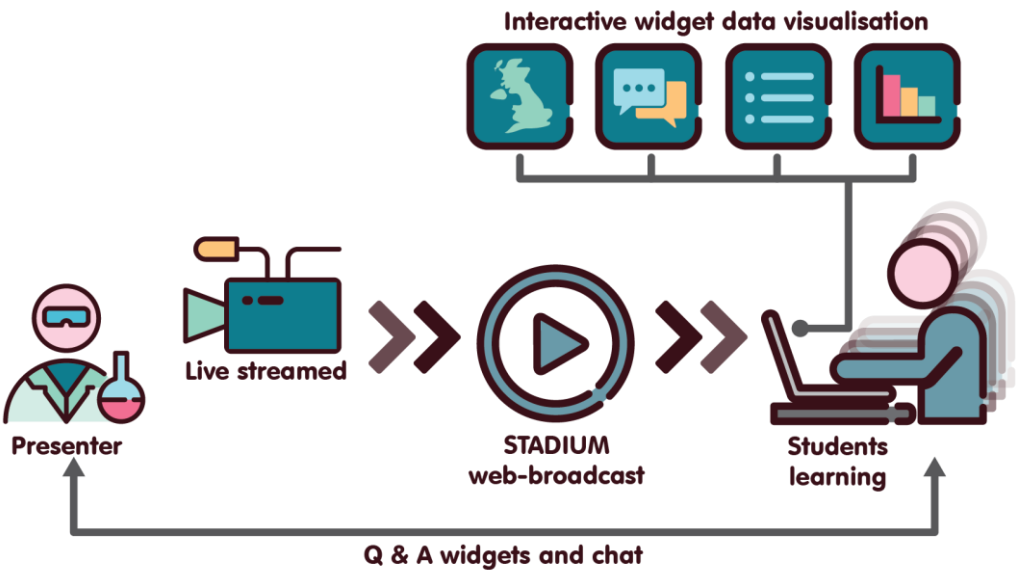 Interactive widget data visualisation
Live streamed
Presenter
STADIUM
web-broadcast
Students
learning
Q & A widgets and chat